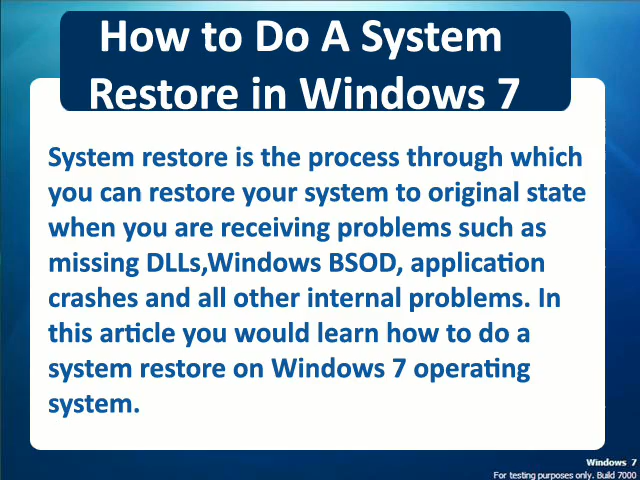 How to Do A System
Restore in Windows 7
System restore is the process through which
you can restore your system to original state
when you are receiving problems such as
missing DLLs,Windows BSOD, application
crashes and all other internal problems. In
this article you would learn how to do a
system restore on Windows 7 operating
system.
Windows 7
For testing purposes only. Build 7000